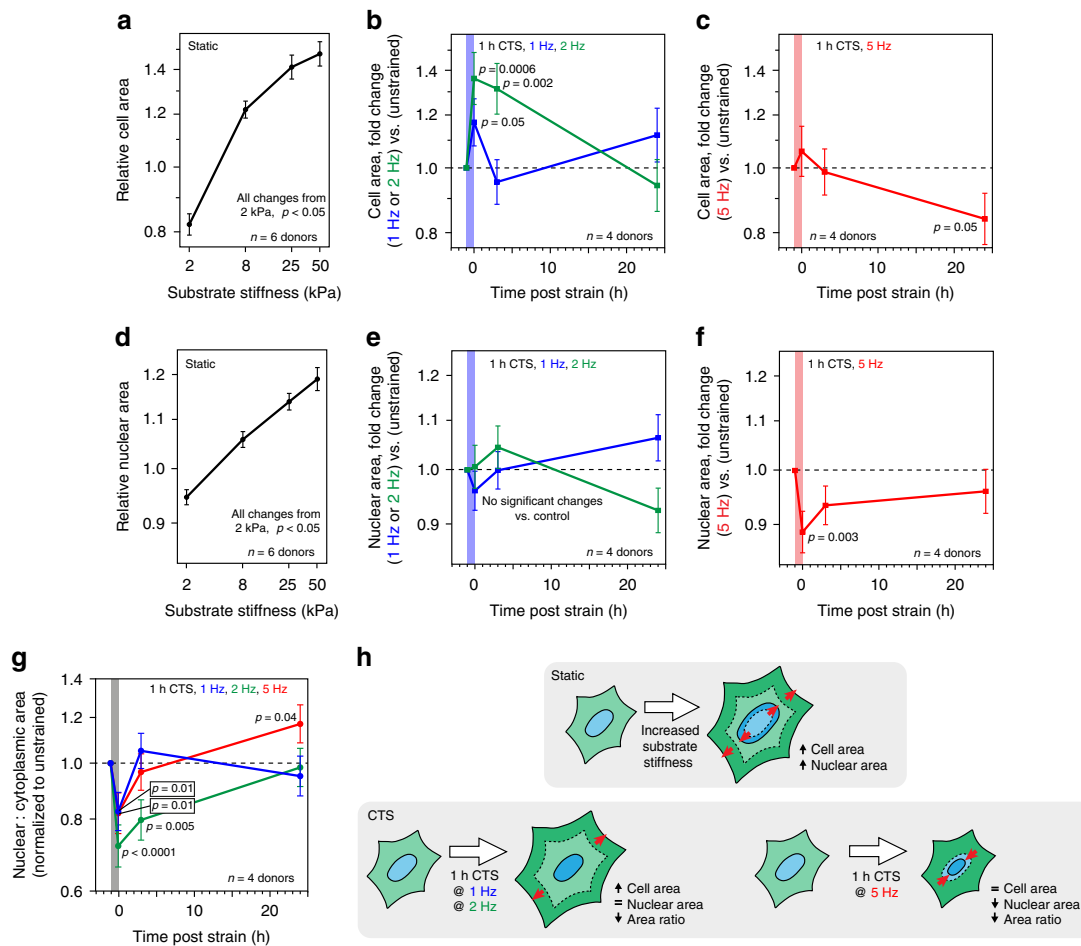 a
Static
1.4
1.2
1.0
0.8
Relative cell area
All changes from
2 kPa, p < 0.05
n = 6 donors
2 8 25 50
Substrate stiffness (kPa)
b
1 h CTS, 1 Hz, 2 Hz
p = 0.0006
p = 0.002
p = 0.05
1.4
1.2
1.0
0.8
Cell area, fold change
(1 Hz or 2 Hz) vs. (unstrained)
n = 4 donors
0 10 20
Time post strain (h)
c
1 h CTS, 5 Hz
1.4
1.2
1.0
0.8
Cell area, fold change
(5 Hz) vs. (unstrained)
p = 0.05
n = 4 donors
0 10 20
Time post strain (h)
d
Static
1.2
1.1
1.0
0.9
Relative nuclear area
All changes from
2 kPa, p < 0.05
n = 6 donors
2 8 25 50
Substrate stiffness (kPa)
e
1 h CTS, 1 Hz, 2 Hz
1.2
1.1
1.0
0.9
Nuclear area, fold change
(1 Hz or 2 Hz) vs. (unstrained)
No significant changes
vs. control
n = 4 donors
0 10 20
Time post strain (h)
f
1 h CTS, 5 Hz
1.2
1.1
1.0
0.9
Nuclear area, fold change
(5 Hz) vs. (unstrained)
p = 0.003
n = 4 donors
0 10 20
Time post strain (h)
g
1 h CTS, 1 Hz, 2 Hz, 5 Hz
1.4
1.2
1.0
0.8
0.6
Nuclear : cytoplasmic area
(normalized to unstrained)
p = 0.04
p = 0.01
p = 0.01
p = 0.005
p < 0.0001
n = 4 donors
0 10 20
Time post strain (h)
h
Static
Increased
substrate
stiffness
Cell area
Nuclear area
CTS
1 h CTS
@ 1 Hz
@ 2 Hz
Cell area
= Nuclear area
Area ratio
1 h CTS
@ 5 Hz
= Cell area
Nuclear area
Area ratio